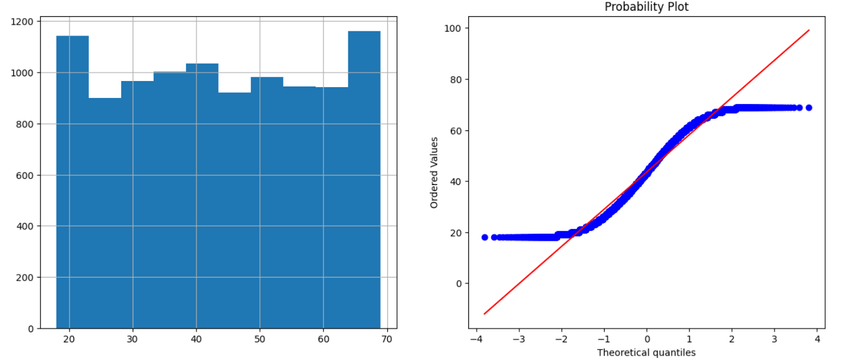 1200
1000
800
600
400
200
0
20 30 40 50 60 70
Probability Plot
100
80
60
40
20
0
Ordered Values
−4 −3 −2 −1 0 1 2 3 4
Theoretical quantiles